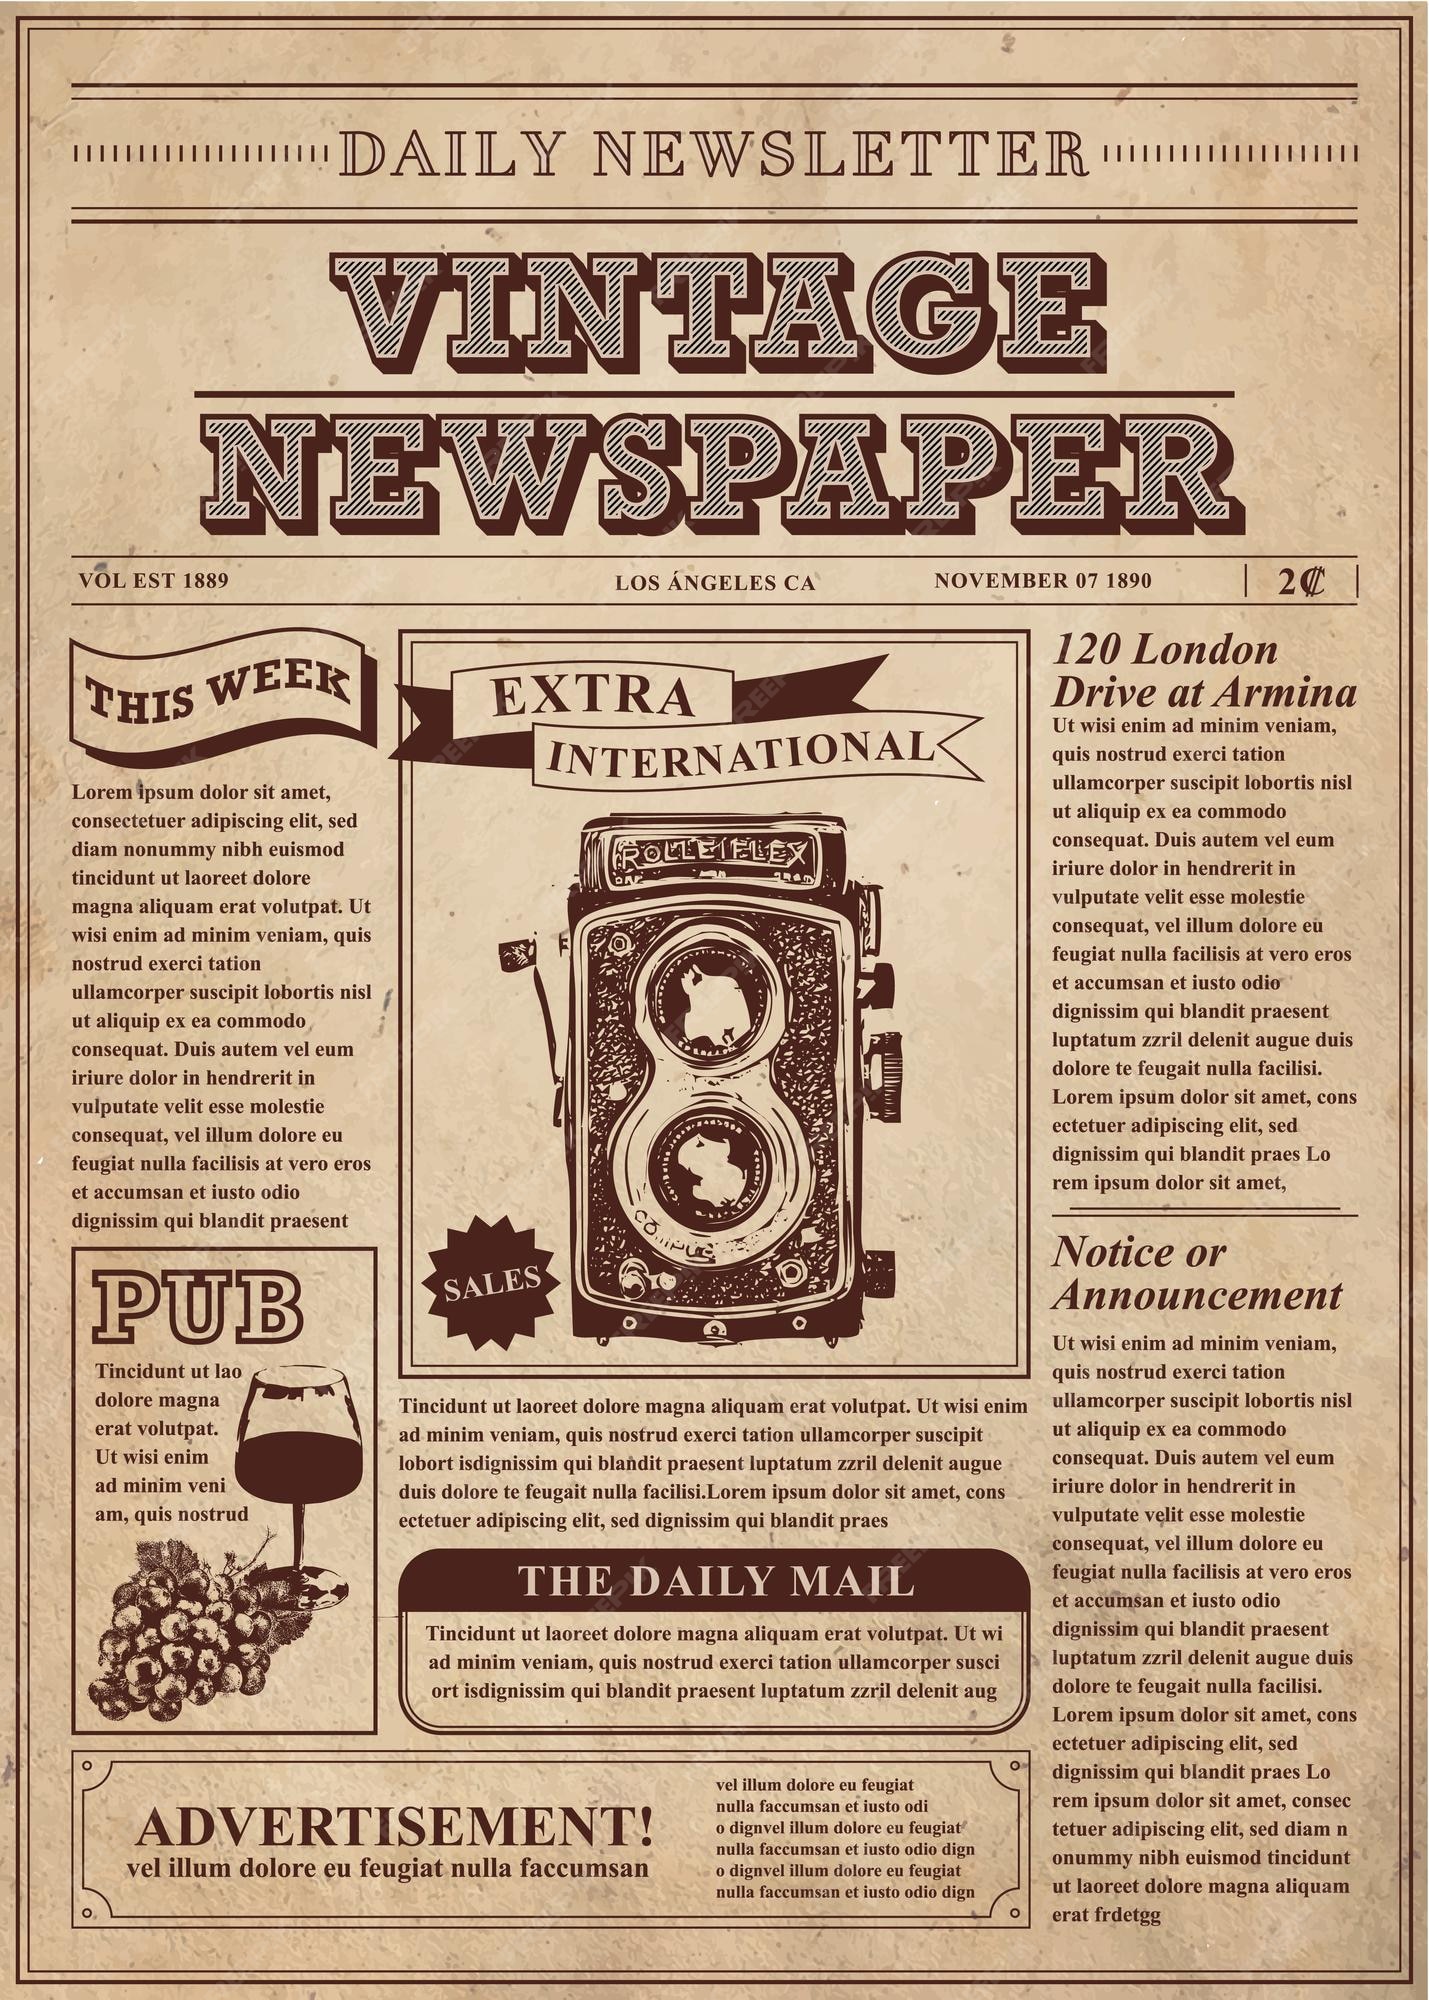 DAILY NEWSLETTER
VINTAGE
NEWSPAPER
VOL EST 1889
LOS ÁNGELES CA
NOVEMBER 07 1890
2₡
THIS WEEK
Lorem ipsum dolor sit amet,
consectetuer adipiscing elit, sed
diam nonummy nibh euismod
tincidunt ut laoreet dolore
magna aliquam erat volutpat. Ut
wisi enim ad minim veniam, quis
nostrud exerci tation
ullamcorper suscipit lobortis nisl
ut aliquip ex ea commodo
consequat. Duis autem vel eum
iriure dolor in hendrerit in
vulputate velit esse molestie
consequat, vel illum dolore eu
feugiat nulla facilisis at vero eros
et accumsan et iusto odio
dignissim qui blandit praesent
PUB
Tincidunt ut lao
dolore magna
erat volutpat.
Ut wisi enim
ad minim veni
am, quis nostrud
EXTRA
INTERNATIONAL
ROLLEIFLEX
COMPUR
SALES
Tincidunt ut laoreet dolore magna aliquam erat volutpat. Ut wisi enim
ad minim veniam, quis nostrud exerci tation ullamcorper suscipit
lobort isdignissim qui blandit praesent luptatum zzril delenit augue
duis dolore te feugait nulla facilisi.Lorem ipsum dolor sit amet, cons
ectetuer adipiscing elit, sed dignissim qui blandit praes
THE DAILY MAIL
Tincidunt ut laoreet dolore magna aliquam erat volutpat. Ut wi
ad minim veniam, quis nostrud exerci tation ullamcorper susci
ort isdignissim qui blandit praesent luptatum zzril delenit aug
ADVERTISEMENT!
vel illum dolore eu feugiat nulla faccumsan
vel illum dolore eu feugiat
nulla faccumsan et iusto odi
o dignvel illum dolore eu feugiat
nulla faccumsan et iusto odio dign
o dignvel illum dolore eu feugiat
nulla faccumsan et iusto odio dign
120 London
Drive at Armina
Ut wisi enim ad minim veniam,
quis nostrud exerci tation
ullamcorper suscipit lobortis nisl
ut aliquip ex ea commodo
consequat. Duis autem vel eum
iriure dolor in hendrerit in
vulputate velit esse molestie
consequat, vel illum dolore eu
feugiat nulla facilisis at vero eros
et accumsan et iusto odio
dignissim qui blandit praesent
luptatum zzril delenit augue duis
dolore te feugait nulla facilisi.
Lorem ipsum dolor sit amet, cons
ectetuer adipiscing elit, sed
dignissim qui blandit praes Lo
rem ipsum dolor sit amet,
Notice or
Announcement
Ut wisi enim ad minim veniam,
quis nostrud exerci tation
ullamcorper suscipit lobortis nisl
ut aliquip ex ea commodo
consequat. Duis autem vel eum
iriure dolor in hendrerit in
vulputate velit esse molestie
consequat, vel illum dolore eu
feugiat nulla facilisis at vero eros
et accumsan et iusto odio
dignissim qui blandit praesent
luptatum zzril delenit augue duis
dolore te feugait nulla facilisi.
Lorem ipsum dolor sit amet, cons
ectetuer adipiscing elit, sed
dignissim qui blandit praes Lo
rem ipsum dolor sit amet, consec
tetuer adipiscing elit, sed diam n
onummy nibh euismod tincidunt
ut laoreet dolore magna aliquam
erat frdetgg